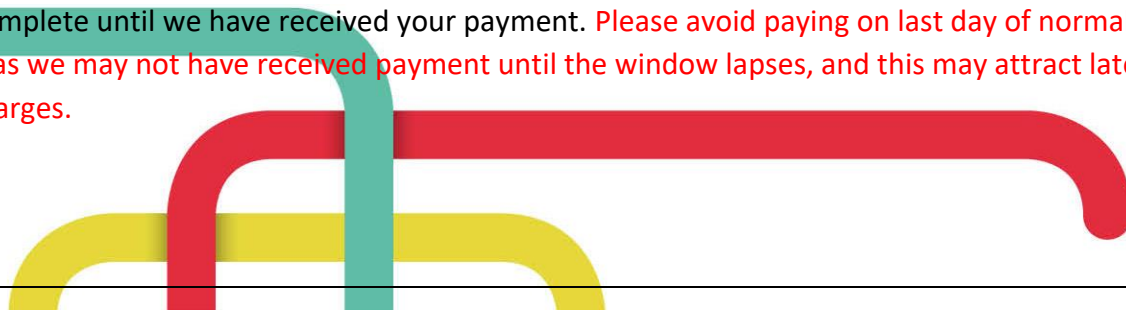 mplete until we have received your payment. Please avoid paying on last day of norma
as we may not have received payment until the window lapses, and this may attract late
arges.